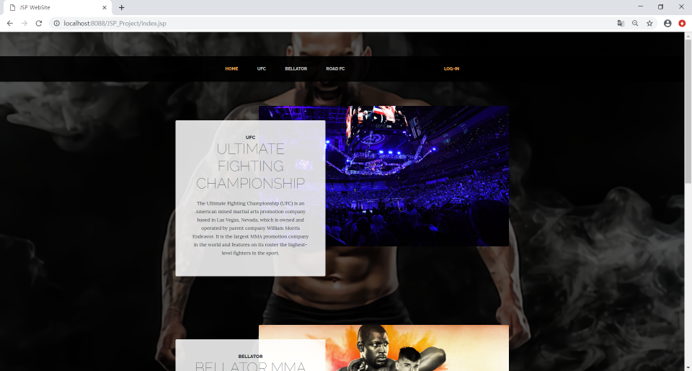 JSP WebSite
localhost:8088/JSP_Project/index.jsp
HOME UFC BELLATOR ROAD FC LOG-IN
UFC
ULTIMATE
FIGHTING
CHAMPIONSHIP
The Ultimate Fighting Championship (UFC) is an
american mixed martial arts promotion company
based in Las Vegas, Nevada, which is owned and
operated by parent company William Morris
Endeavor. It is the largest MMA promotion company
in the world and features on its roster the highest-
level fighters in the sport.
BELLATOR
BELLATOR MMA